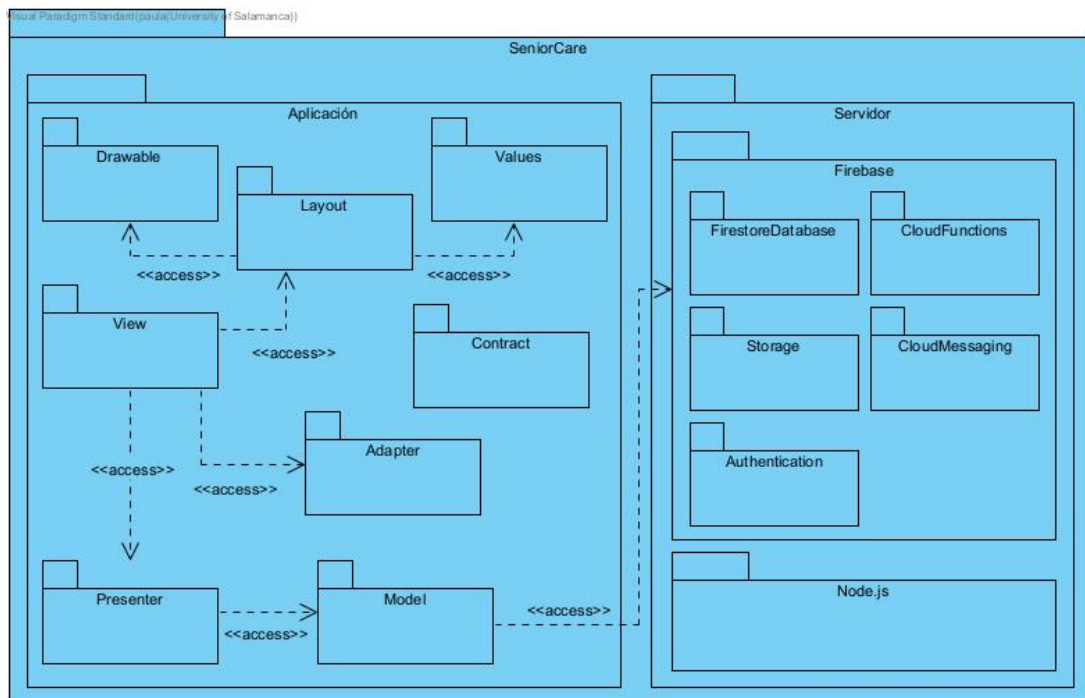 Visual Paradigm Standard(paula(University of Salamanca))
SeniorCare
Aplicación
Servidor
Drawable
Values
Layout
<<access>>
<<access>>
View
<<access>>
Contract
Adapter
<<access>>
<<access>>
Presenter
Model
<<access>>
<<access>>
Firebase
FirestoreDatabase
CloudFunctions
Storage
CloudMessaging
Authentication
Node.js